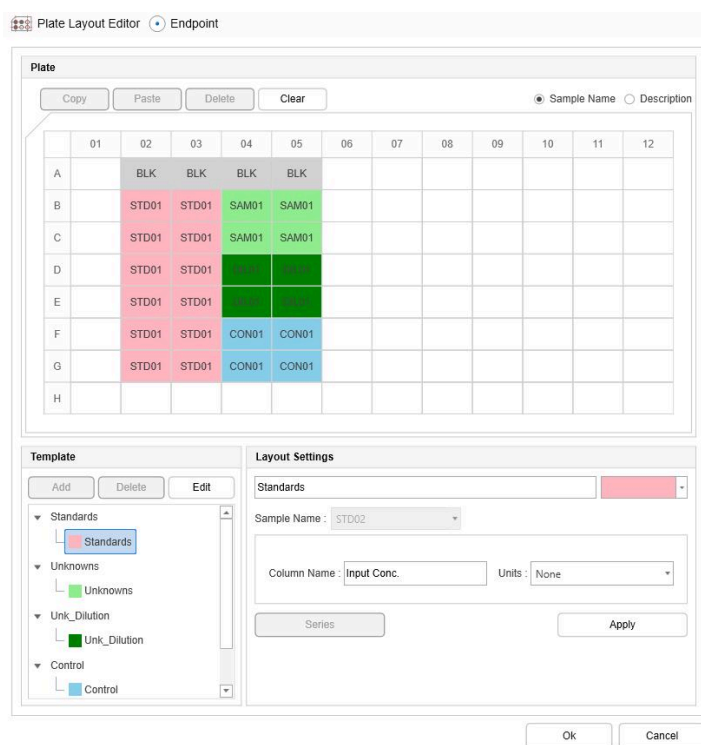 Plate Layout Editor Endpoint
Plate
Copy Paste Delete Clear Sample Name Description
01 02 03 04 05 06 07 08 09 10 11 12
A BLK BLK BLK BLK
B STD01 STD01 SAM01 SAM01
C STD01 STD01 SAM01 SAM01
D STD01 STD01
E STD01 STD01
F STD01 STD01 CON01 CON01
G STD01 STD01 CON01 CON01
H
Template
Add Delete Edit
Standards
Standards
Unknowns
Unknowns
Unk_Dilution
Unk_Dilution
Control
Control
Layout Settings
Standards
Sample Name : STD02
Column Name : Input Conc. Units : None
Series Apply
Ok Cancel